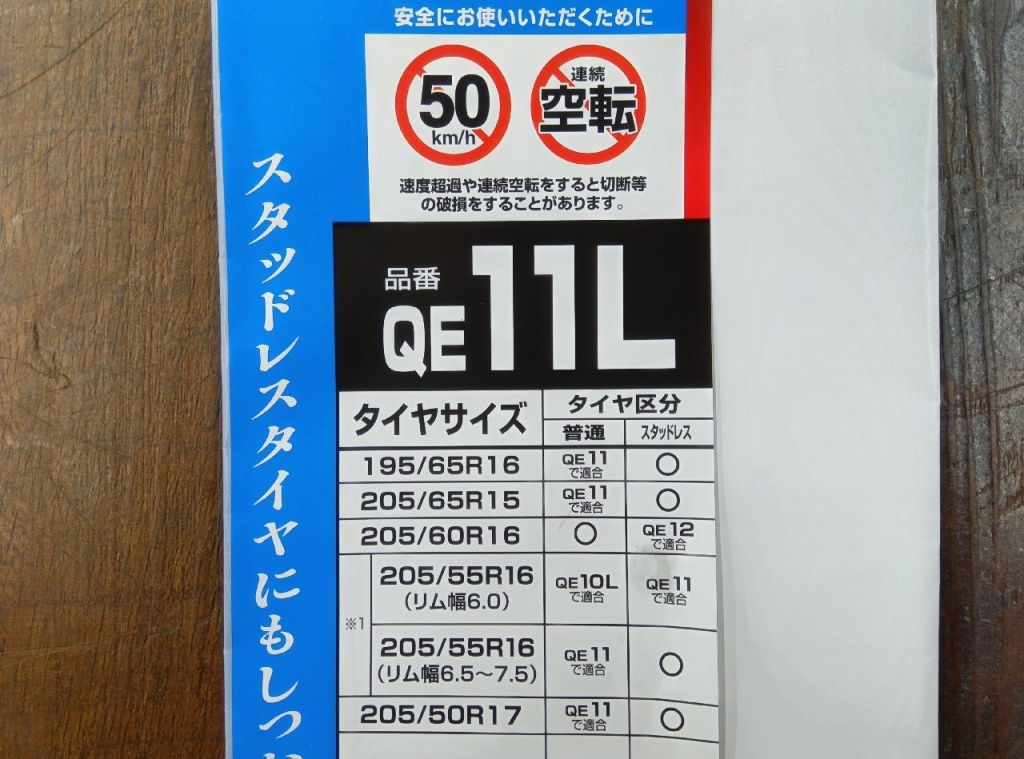 安全にお使いいただくために
50
km/h
連続
空転
速度超過や連続空転をすると切断等
の破損をすることがあります。
スタッドレスタイヤにもしっ
品番
QE11L
タイヤサイズ
タイヤ区分
普通
スタッドレス
195/65R16
QE11
で適合
○
205/65R15
QE11
で適合
○
205/60R16
○
QE12
で適合
※1
205/55R16
(リム幅6.0)
QE10L
で適合
QE11
で適合
205/55R16
(リム幅6.5〜7.5)
QE11
で適合
○
205/50R17
QE11
で適合
○